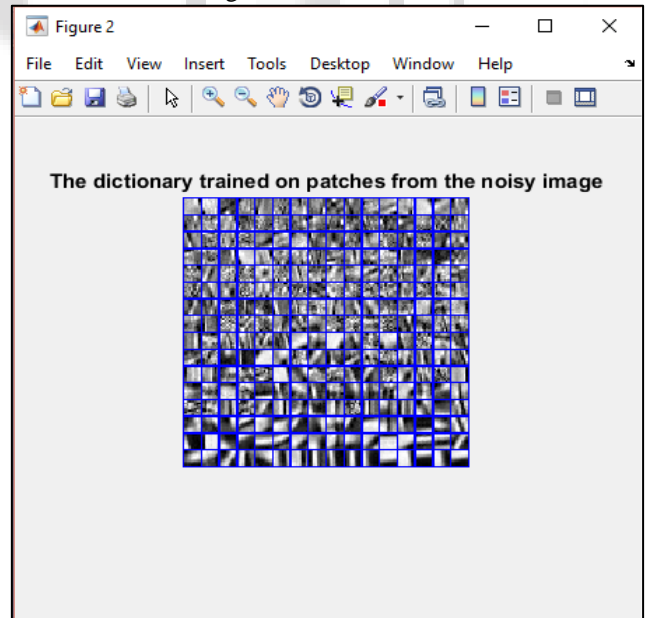 Figure 2
File Edit View Insert Tools Desktop Window Help
The dictionary trained on patches from the noisy image